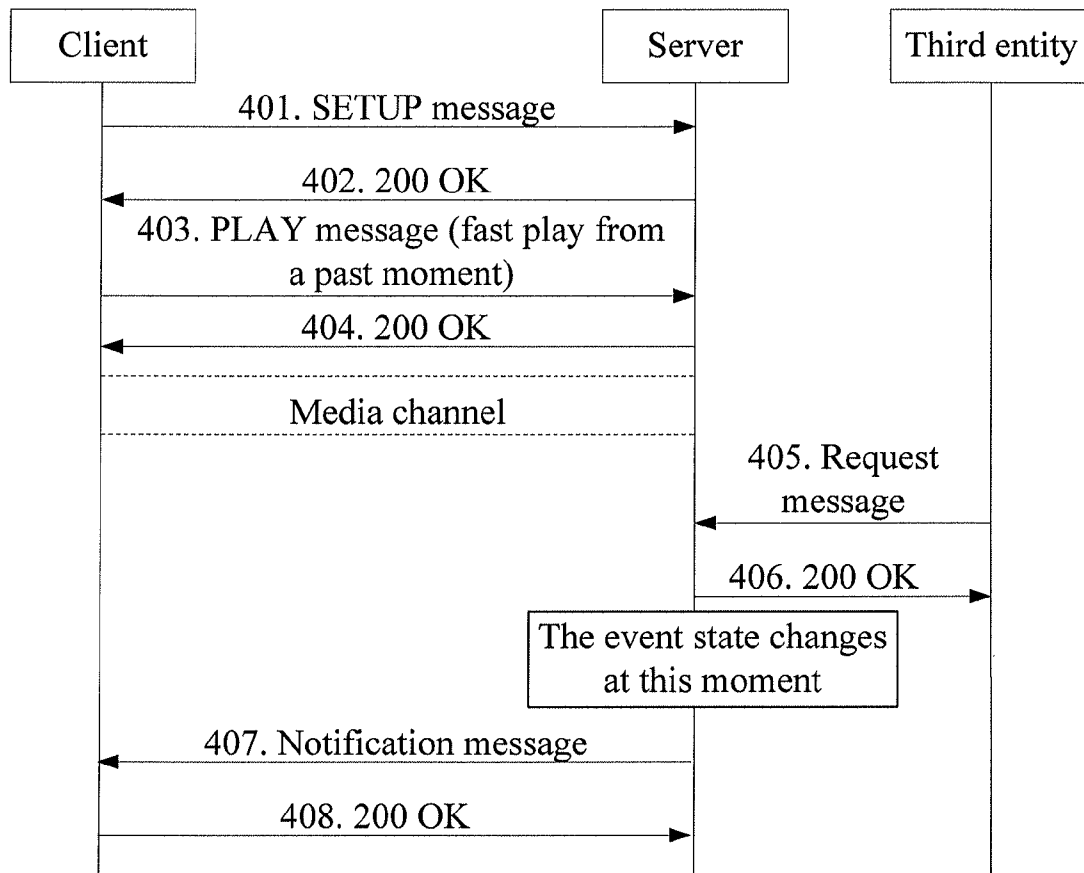 Client
Server
Third entity
401. SETUP message
402. 200 OK
403. PLAY message (fast play from
a past moment)
404. 200 OK
Media channel
405. Request
message
406. 200 OK
The event state changes
at this moment
407. Notification message
408. 200 OK